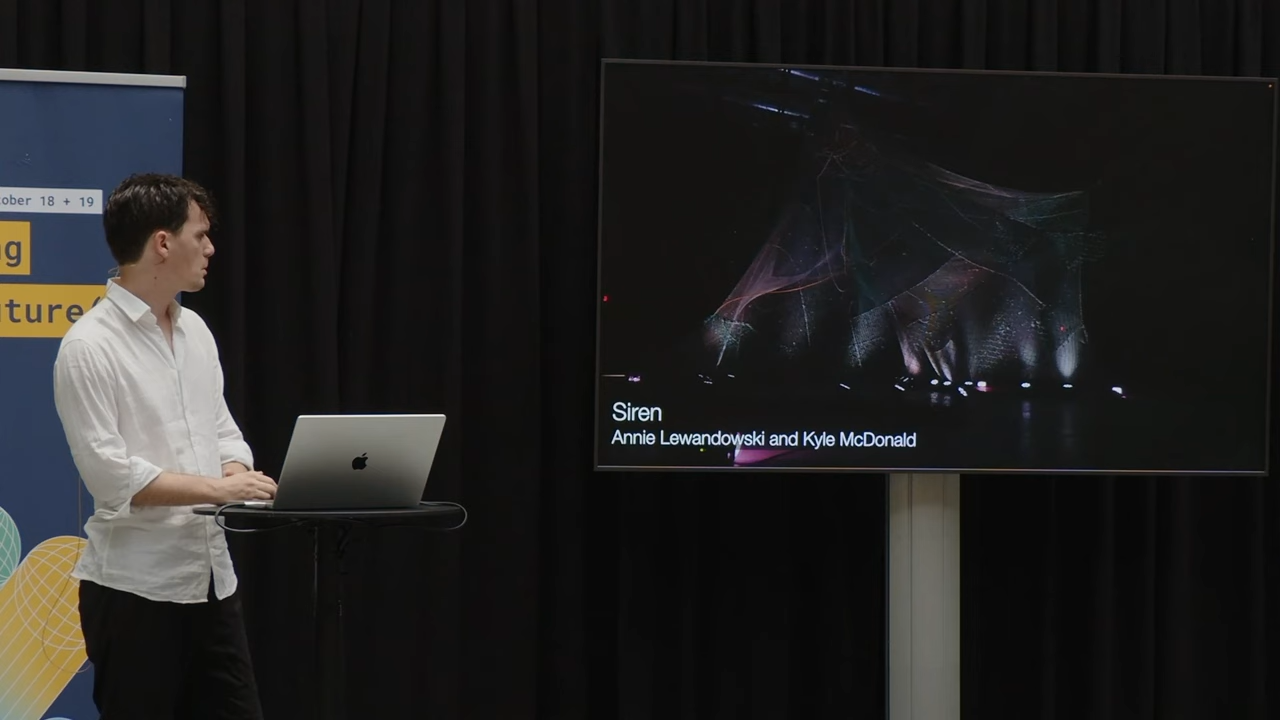 ober 18 + 19
g
ture/
Siren
Annie Lewandowski and Kyle McDonald